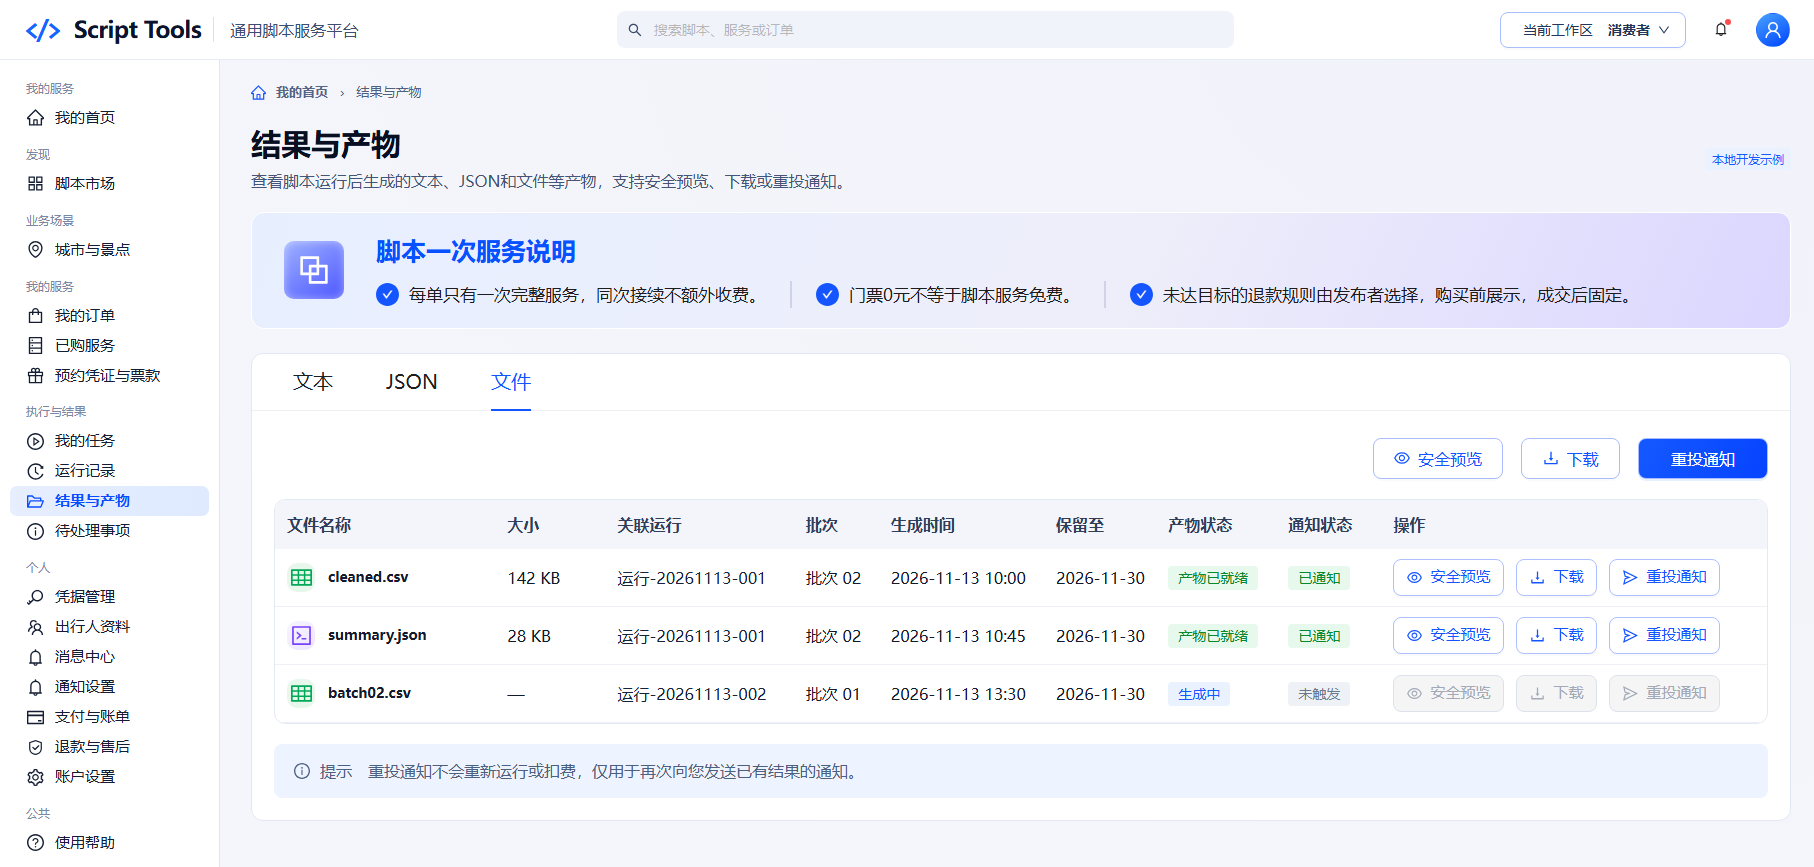 </> Script Tools
通用脚本服务平台
搜索脚本、服务或订单
当前工作区 消费者
我的服务
我的首页
发现
脚本市场
业务场景
城市与景点
我的服务
我的订单
已购服务
预约凭证与票款
执行与结果
我的任务
运行记录
结果与产物
待处理事项
个人
凭据管理
出行人资料
消息中心
通知设置
支付与账单
退款与售后
账户设置
公共
使用帮助
我的首页 › 结果与产物
结果与产物
本地开发示例
查看脚本运行后生成的文本、JSON和文件等产物，支持安全预览、下载或重投通知。
脚本一次服务说明
每单只有一次完整服务，同次接续不额外收费。
门票0元不等于脚本服务免费。
未达目标的退款规则由发布者选择，购买前展示，成交后固定。
文本 JSON 文件
安全预览 下载 重投通知
文件名称 大小 关联运行 批次 生成时间 保留至 产物状态 通知状态 操作
cleaned.csv 142 KB 运行-20261113-001 批次 02 2026-11-13 10:00 2026-11-30 产物已就绪 已通知 安全预览 下载 重投通知
summary.json 28 KB 运行-20261113-001 批次 02 2026-11-13 10:45 2026-11-30 产物已就绪 已通知 安全预览 下载 重投通知
batch02.csv — 运行-20261113-002 批次 01 2026-11-13 13:30 2026-11-30 生成中 未触发 安全预览 下载 重投通知
提示 重投通知不会重新运行或扣费，仅用于再次向您发送已有结果的通知。